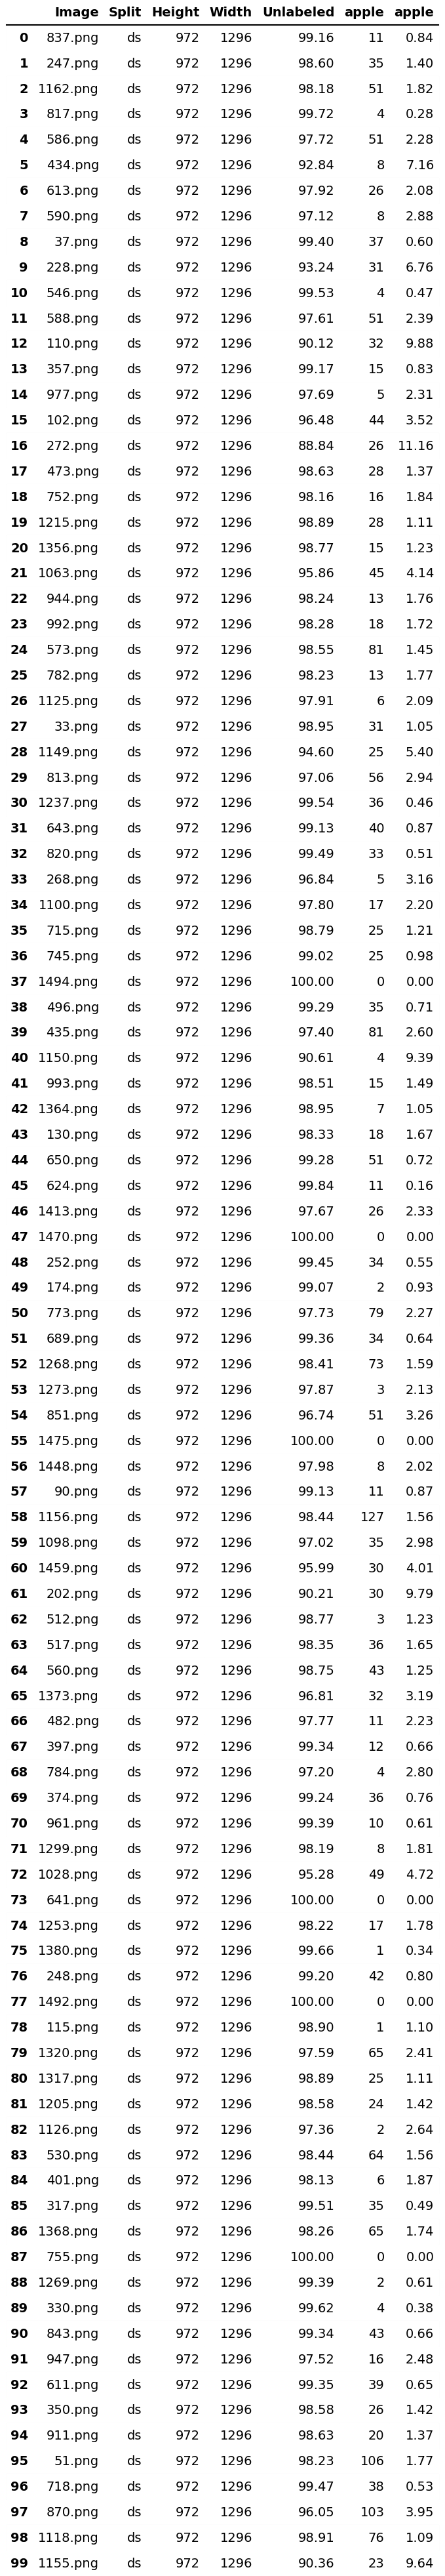 Image Split Height Width Unlabeled apple apple
0 837.png ds 972 1296 99.16 11 0.84
1 247.png ds 972 1296 98.60 35 1.40
2 1162.png ds 972 1296 98.18 51 1.82
3 817.png ds 972 1296 99.72 4 0.28
4 586.png ds 972 1296 97.72 51 2.28
5 434.png ds 972 1296 92.84 8 7.16
6 613.png ds 972 1296 97.92 26 2.08
7 590.png ds 972 1296 97.12 8 2.88
8 37.png ds 972 1296 99.40 37 0.60
9 228.png ds 972 1296 93.24 31 6.76
10 546.png ds 972 1296 99.53 4 0.47
11 588.png ds 972 1296 97.61 51 2.39
12 110.png ds 972 1296 90.12 32 9.88
13 357.png ds 972 1296 99.17 15 0.83
14 977.png ds 972 1296 97.69 5 2.31
15 102.png ds 972 1296 96.48 44 3.52
16 272.png ds 972 1296 88.84 26 11.16
17 473.png ds 972 1296 98.63 28 1.37
18 752.png ds 972 1296 98.16 16 1.84
19 1215.png ds 972 1296 98.89 28 1.11
20 1356.png ds 972 1296 98.77 15 1.23
21 1063.png ds 972 1296 95.86 45 4.14
22 944.png ds 972 1296 98.24 13 1.76
23 992.png ds 972 1296 98.28 18 1.72
24 573.png ds 972 1296 98.55 81 1.45
25 782.png ds 972 1296 98.23 13 1.77
26 1125.png ds 972 1296 97.91 6 2.09
27 33.png ds 972 1296 98.95 31 1.05
28 1149.png ds 972 1296 94.60 25 5.40
29 813.png ds 972 1296 97.06 56 2.94
30 1237.png ds 972 1296 99.54 36 0.46
31 643.png ds 972 1296 99.13 40 0.87
32 820.png ds 972 1296 99.49 33 0.51
33 268.png ds 972 1296 96.84 5 3.16
34 1100.png ds 972 1296 97.80 17 2.20
35 715.png ds 972 1296 98.79 25 1.21
36 745.png ds 972 1296 99.02 25 0.98
37 1494.png ds 972 1296 100.00 0 0.00
38 496.png ds 972 1296 99.29 35 0.71
39 435.png ds 972 1296 97.40 81 2.60
40 1150.png ds 972 1296 90.61 4 9.39
41 993.png ds 972 1296 98.51 15 1.49
42 1364.png ds 972 1296 98.95 7 1.05
43 130.png ds 972 1296 98.33 18 1.67
44 650.png ds 972 1296 99.28 51 0.72
45 624.png ds 972 1296 99.84 11 0.16
46 1413.png ds 972 1296 97.67 26 2.33
47 1470.png ds 972 1296 100.00 0 0.00
48 252.png ds 972 1296 99.45 34 0.55
49 174.png ds 972 1296 99.07 2 0.93
50 773.png ds 972 1296 97.73 79 2.27
51 689.png ds 972 1296 99.36 34 0.64
52 1268.png ds 972 1296 98.41 73 1.59
53 1273.png ds 972 1296 97.87 3 2.13
54 851.png ds 972 1296 96.74 51 3.26
55 1475.png ds 972 1296 100.00 0 0.00
56 1448.png ds 972 1296 97.98 8 2.02
57 90.png ds 972 1296 99.13 11 0.87
58 1156.png ds 972 1296 98.44 127 1.56
59 1098.png ds 972 1296 97.02 35 2.98
60 1459.png ds 972 1296 95.99 30 4.01
61 202.png ds 972 1296 90.21 30 9.79
62 512.png ds 972 1296 98.77 3 1.23
63 517.png ds 972 1296 98.35 36 1.65
64 560.png ds 972 1296 98.75 43 1.25
65 1373.png ds 972 1296 96.81 32 3.19
66 482.png ds 972 1296 97.77 11 2.23
67 397.png ds 972 1296 99.34 12 0.66
68 784.png ds 972 1296 97.20 4 2.80
69 374.png ds 972 1296 99.24 36 0.76
70 961.png ds 972 1296 99.39 10 0.61
71 1299.png ds 972 1296 98.19 8 1.81
72 1028.png ds 972 1296 95.28 49 4.72
73 641.png ds 972 1296 100.00 0 0.00
74 1253.png ds 972 1296 98.22 17 1.78
75 1380.png ds 972 1296 99.66 1 0.34
76 248.png ds 972 1296 99.20 42 0.80
77 1492.png ds 972 1296 100.00 0 0.00
78 115.png ds 972 1296 98.90 1 1.10
79 1320.png ds 972 1296 97.59 65 2.41
80 1317.png ds 972 1296 98.89 25 1.11
81 1205.png ds 972 1296 98.58 24 1.42
82 1126.png ds 972 1296 97.36 2 2.64
83 530.png ds 972 1296 98.44 64 1.56
84 401.png ds 972 1296 98.13 6 1.87
85 317.png ds 972 1296 99.51 35 0.49
86 1368.png ds 972 1296 98.26 65 1.74
87 755.png ds 972 1296 100.00 0 0.00
88 1269.png ds 972 1296 99.39 2 0.61
89 330.png ds 972 1296 99.62 4 0.38
90 843.png ds 972 1296 99.34 43 0.66
91 947.png ds 972 1296 97.52 16 2.48
92 611.png ds 972 1296 99.35 39 0.65
93 350.png ds 972 1296 98.58 26 1.42
94 911.png ds 972 1296 98.63 20 1.37
95 51.png ds 972 1296 98.23 106 1.77
96 718.png ds 972 1296 99.47 38 0.53
97 870.png ds 972 1296 96.05 103 3.95
98 1118.png ds 972 1296 98.91 76 1.09
99 1155.png ds 972 1296 90.36 23 9.64